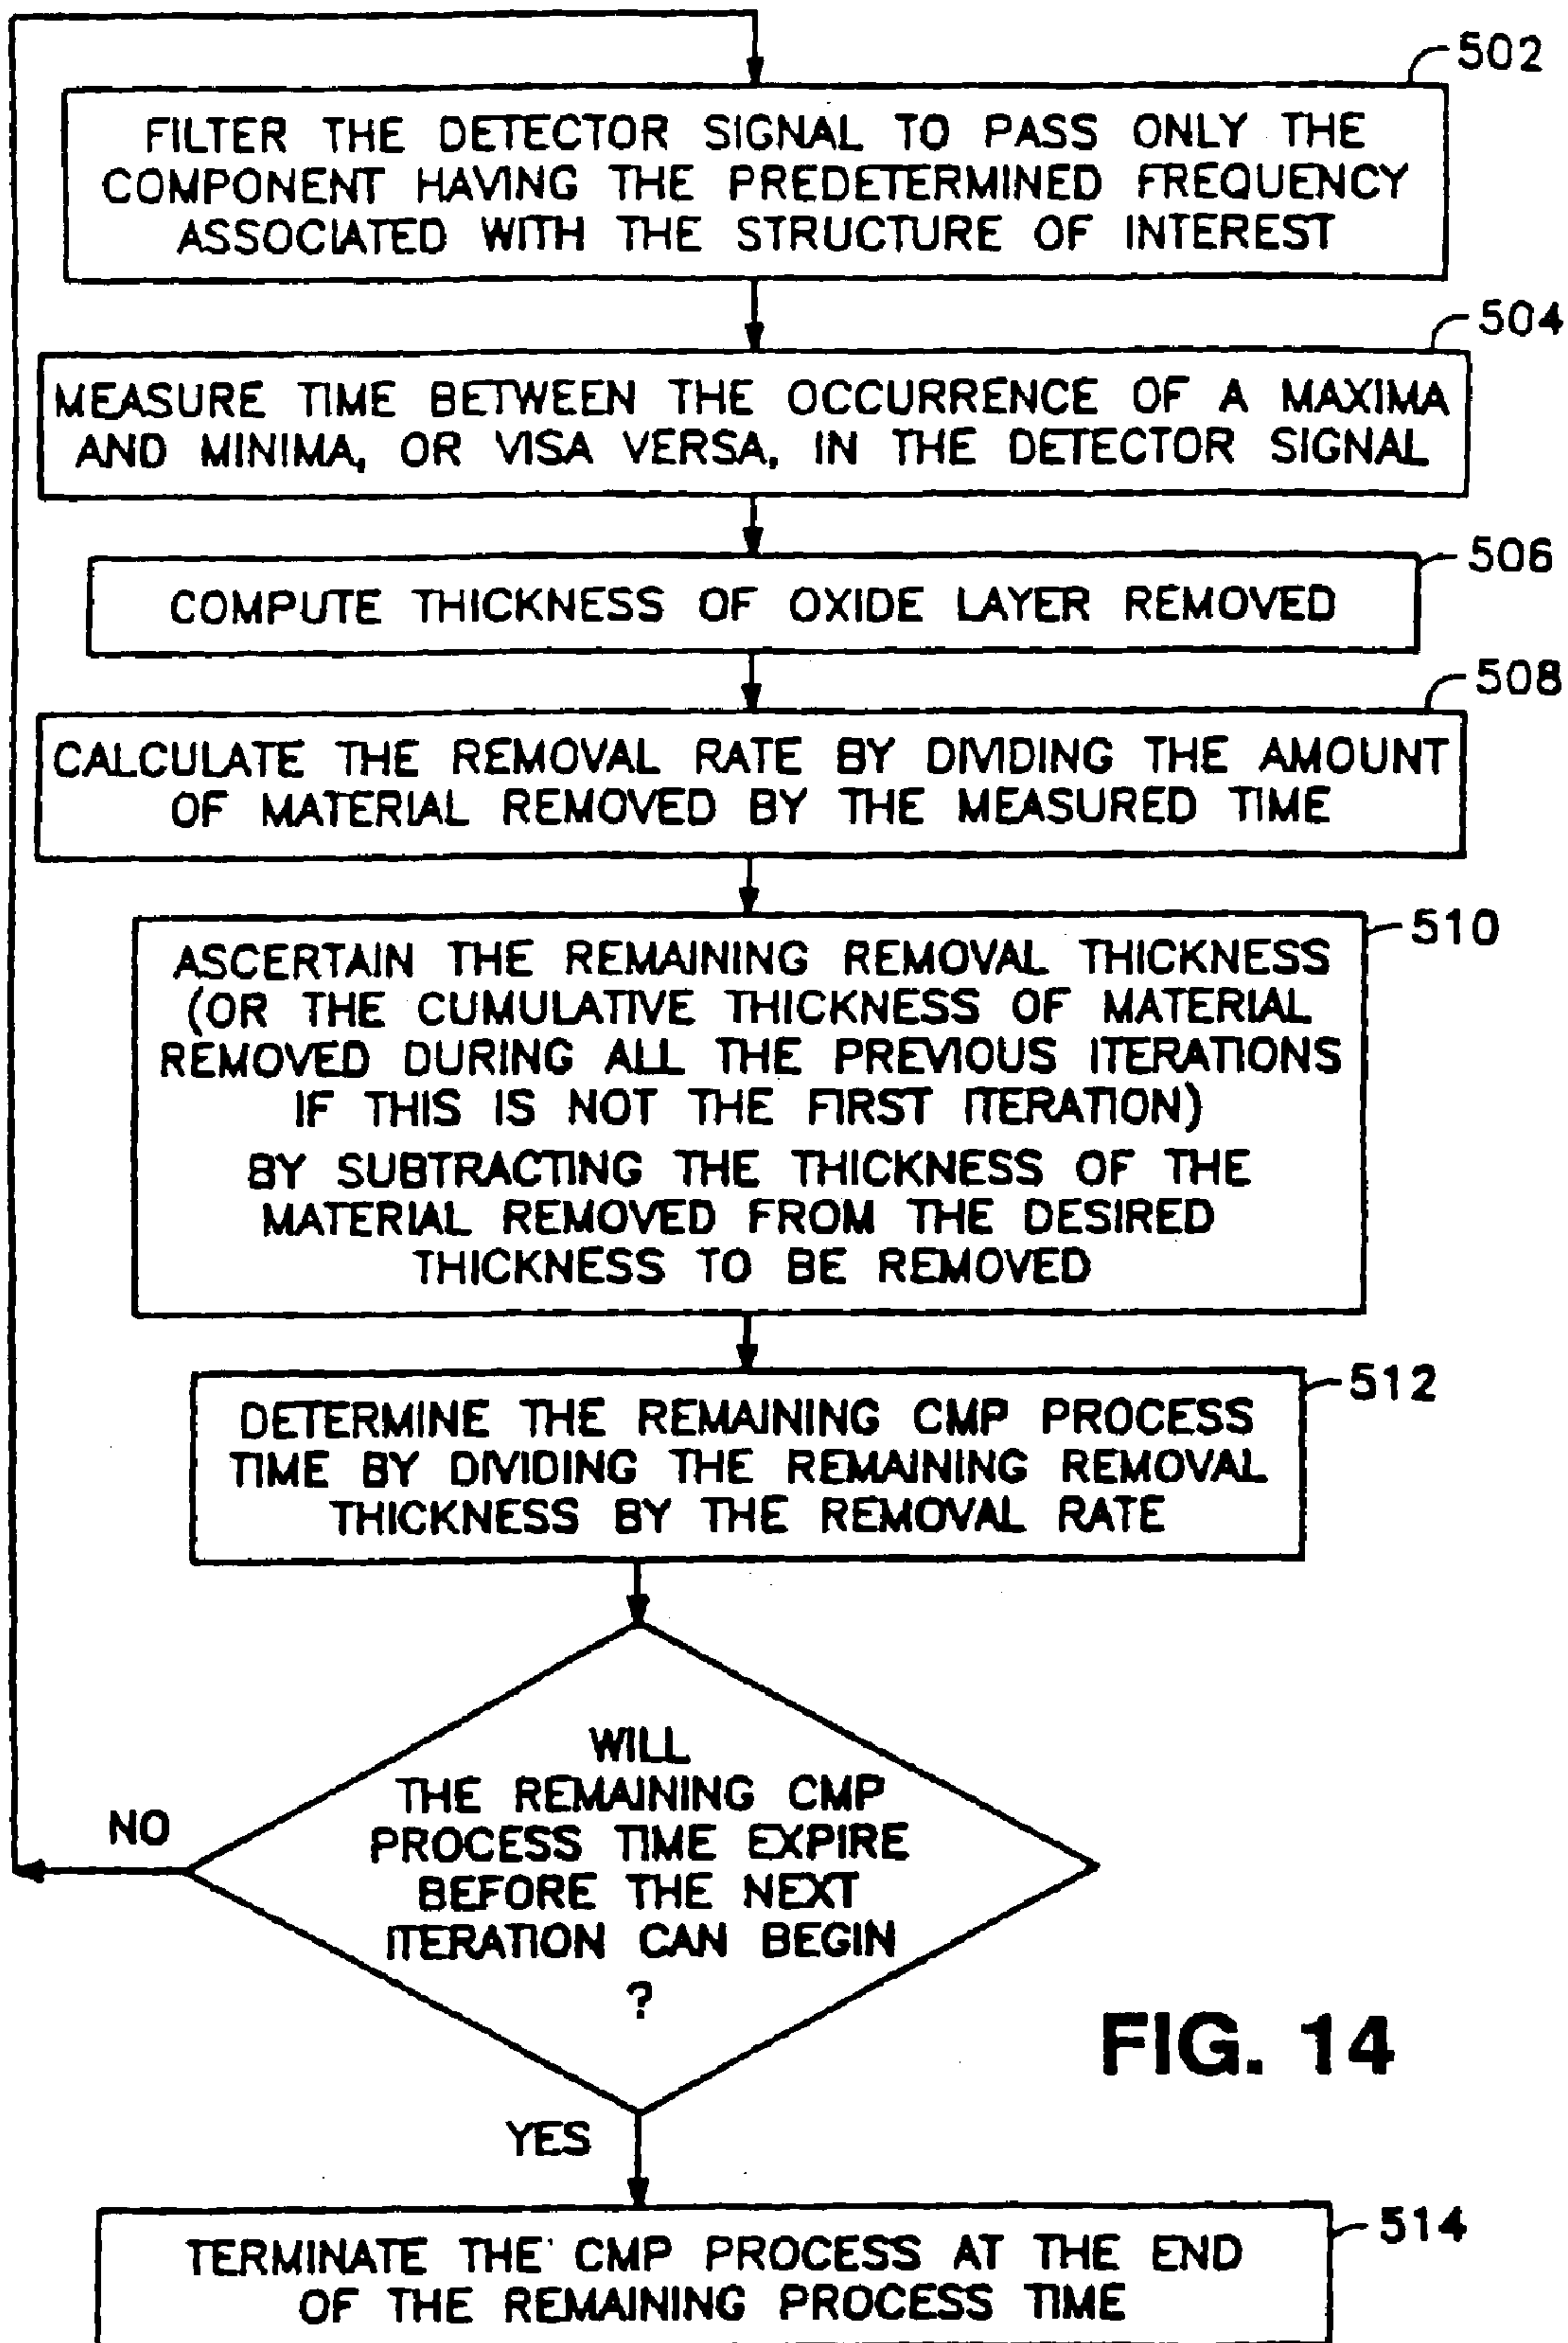 502
FILTER THE DETECTOR SIGNAL TO PASS ONLY THE
COMPONENT HAVING THE PREDETERMINED FREQUENCY
ASSOCIATED WITH THE STRUCTURE OF INTEREST
504
MEASURE TIME BETWEEN THE OCCURRENCE OF A MAXIMA
AND MINIMA, OR VISA VERSA, IN THE DETECTOR SIGNAL
506
COMPUTE THICKNESS OF OXIDE LAYER REMOVED
508
CALCULATE THE REMOVAL RATE BY DIVIDING THE AMOUNT
OF MATERIAL REMOVED BY THE MEASURED TIME
510
ASCERTAIN THE REMAINING REMOVAL THICKNESS
(OR THE CUMULATIVE THICKNESS OF MATERIAL
REMOVED DURING ALL THE PREVIOUS ITERATIONS
IF THIS IS NOT THE FIRST ITERATION)
BY SUBTRACTING THE THICKNESS OF THE
MATERIAL REMOVED FROM THE DESIRED
THICKNESS TO BE REMOVED
512
DETERMINE THE REMAINING CMP PROCESS
TIME BY DIVIDING THE REMAINING REMOVAL
THICKNESS BY THE REMOVAL RATE
WILL
THE REMAINING CMP
PROCESS TIME EXPIRE
BEFORE THE NEXT
ITERATION CAN BEGIN
?
NO
FIG. 14
YES
514
TERMINATE THE CMP PROCESS AT THE END
OF THE REMAINING PROCESS TIME